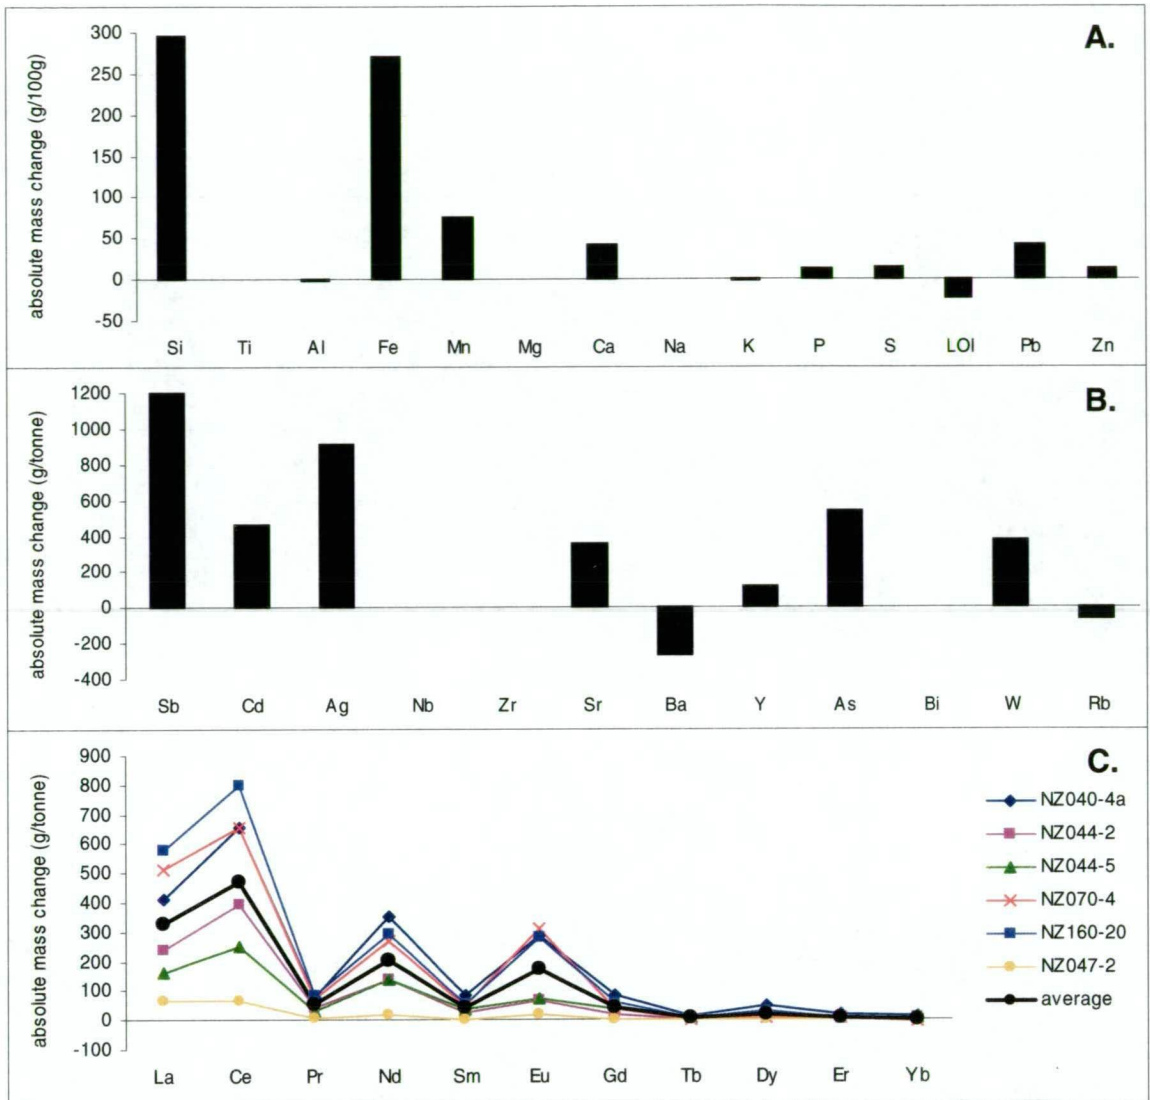 A.
absolute mass change (g/100g)
300
250
200
150
100
50
0
-50
Si Ti Al Fe Mn Mg Ca Na K P S LOI Pb Zn
B.
absolute mass change (g/tonne)
1200
1000
800
600
400
200
0
-200
-400
Sb Cd Ag Nb Zr Sr Ba Y As Bi W Rb
C.
absolute mass change (g/tonne)
900
800
700
600
500
400
300
200
100
0
-100
La Ce Pr Nd Sm Eu Gd Tb Dy Er Yb
NZ040-4a
NZ044-2
NZ044-5
NZ070-4
NZ160-20
NZ047-2
average